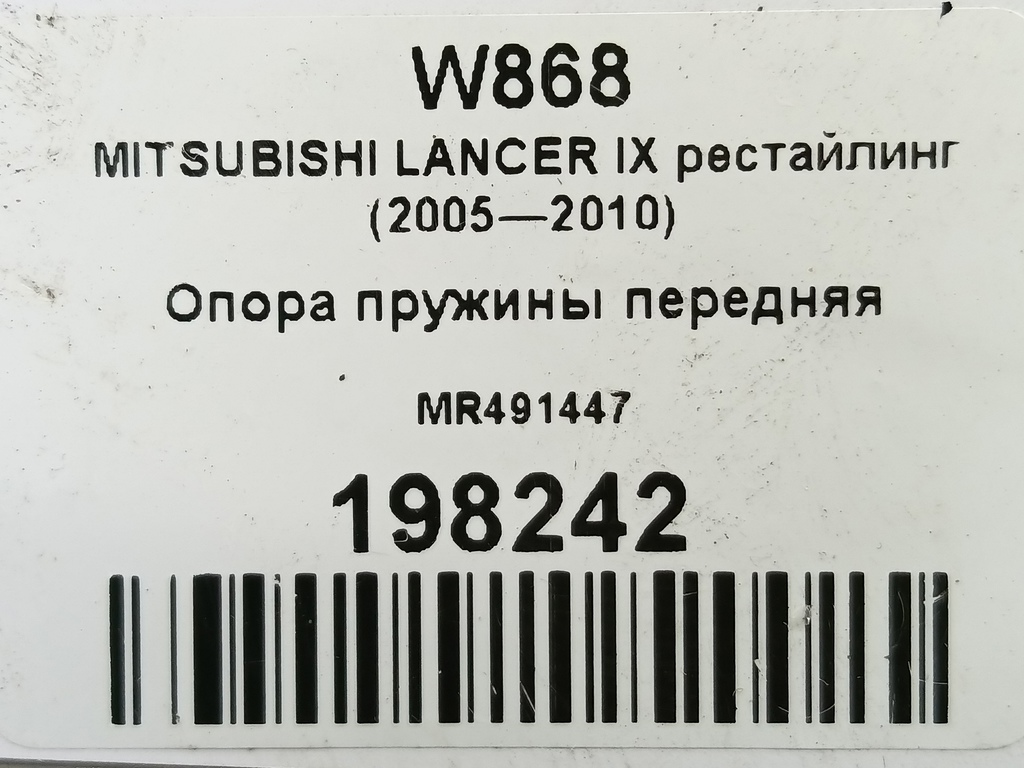 W868
MITSUBISHI LANCER IX рестайлинг
(2005—2010)
Опора пружины передняя
MR491447
198242